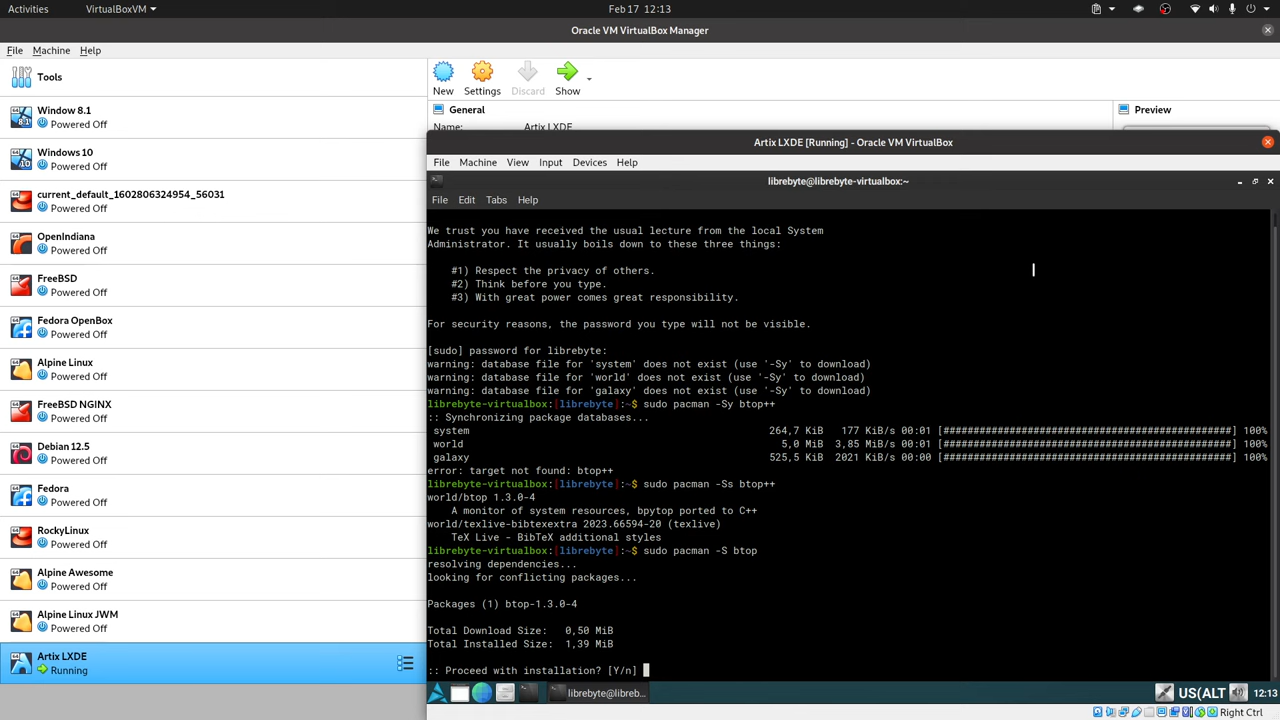 Activities
VirtualBoxVM
Feb 17 12:13
Oracle VM VirtualBox Manager
File Machine Help
Tools
New Settings Discard Show
General
Preview
Name: Artix LXDE
Window 8.1
Powered Off
Windows 10
Powered Off
current_default_1602806324954_56031
Powered Off
OpenIndiana
Powered Off
FreeBSD
Powered Off
Fedora OpenBox
Powered Off
Alpine Linux
Powered Off
FreeBSD NGINX
Powered Off
Debian 12.5
Powered Off
Fedora
Powered Off
RockyLinux
Powered Off
Alpine Awesome
Powered Off
Alpine Linux JWM
Powered Off
Artix LXDE
Running
Artix LXDE [Running] - Oracle VM VirtualBox
File Machine View Input Devices Help
librebyte@librebyte-virtualbox:~
File Edit Tabs Help
We trust you have received the usual lecture from the local System
Administrator. It usually boils down to these three things:
#1) Respect the privacy of others.
#2) Think before you type.
#3) With great power comes great responsibility.
For security reasons, the password you type will not be visible.
[sudo] password for librebyte:
warning: database file for 'system' does not exist (use '-Sy' to download)
warning: database file for 'world' does not exist (use '-Sy' to download)
warning: database file for 'galaxy' does not exist (use '-Sy' to download)
librebyte-virtualbox:[librebyte]:~$ sudo pacman -Sy btop++
:: Synchronizing package databases...
system 264,7 KiB 177 KiB/s 00:01 [############################################] 100%
world 5,0 MiB 3,85 MiB/s 00:01 [############################################] 100%
galaxy 525,5 KiB 2021 KiB/s 00:00 [############################################] 100%
error: target not found: btop++
librebyte-virtualbox:[librebyte]:~$ sudo pacman -Ss btop++
world/btop 1.3.0-4
A monitor of system resources, bpytop ported to C++
world/texlive-bibtexextra 2023.66594-20 (texlive)
TeX Live - BibTeX additional styles
librebyte-virtualbox:[librebyte]:~$ sudo pacman -S btop
resolving dependencies...
looking for conflicting packages...
Packages (1) btop-1.3.0-4
Total Download Size: 0,50 MiB
Total Installed Size: 1,39 MiB
:: Proceed with installation? [Y/n]
librebyte@libreb...
US(ALT
12:13
Right Ctrl